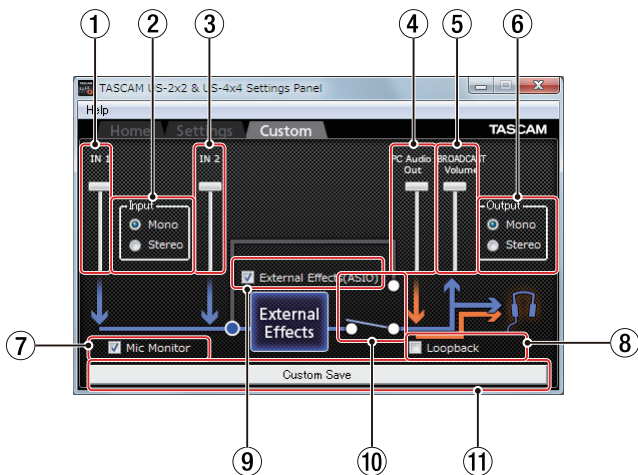 ① ② ③ ④ ⑤ ⑥
TASCAM US-2x2 & US-4x4 Settings Panel
Help
Home Settings Custom TASCAM
IN 1
IN 2
PC Audio Out
BROADCAST Volume
Input
Mono
Stereo
Output
Mono
Stereo
External Effects(ASIO)
External
Effects
⑦ Mic Monitor
Loopback ⑧
Custom Save
⑨ ⑩ ⑪